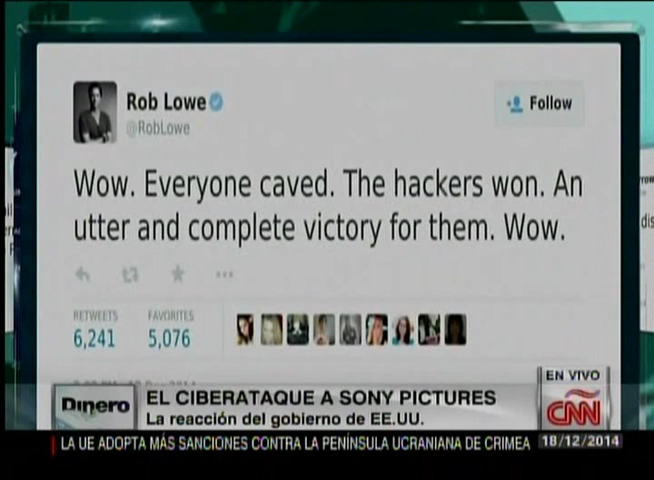 Rob Lowe
@RobLowe
Follow
Wow. Everyone caved. The hackers won. An
utter and complete victory for them. Wow.
RETWEETS
FAVORITES
6,241
5,076
EN VIVO
Dinero
EL CIBERATAQUE A SONY PICTURES
La reacción del gobierno de EE.UU.
CNN
LA UE ADOPTA MÁS SANCIONES CONTRA LA PENÍNSULA UCRANIANA DE CRIMEA
18/12/2014